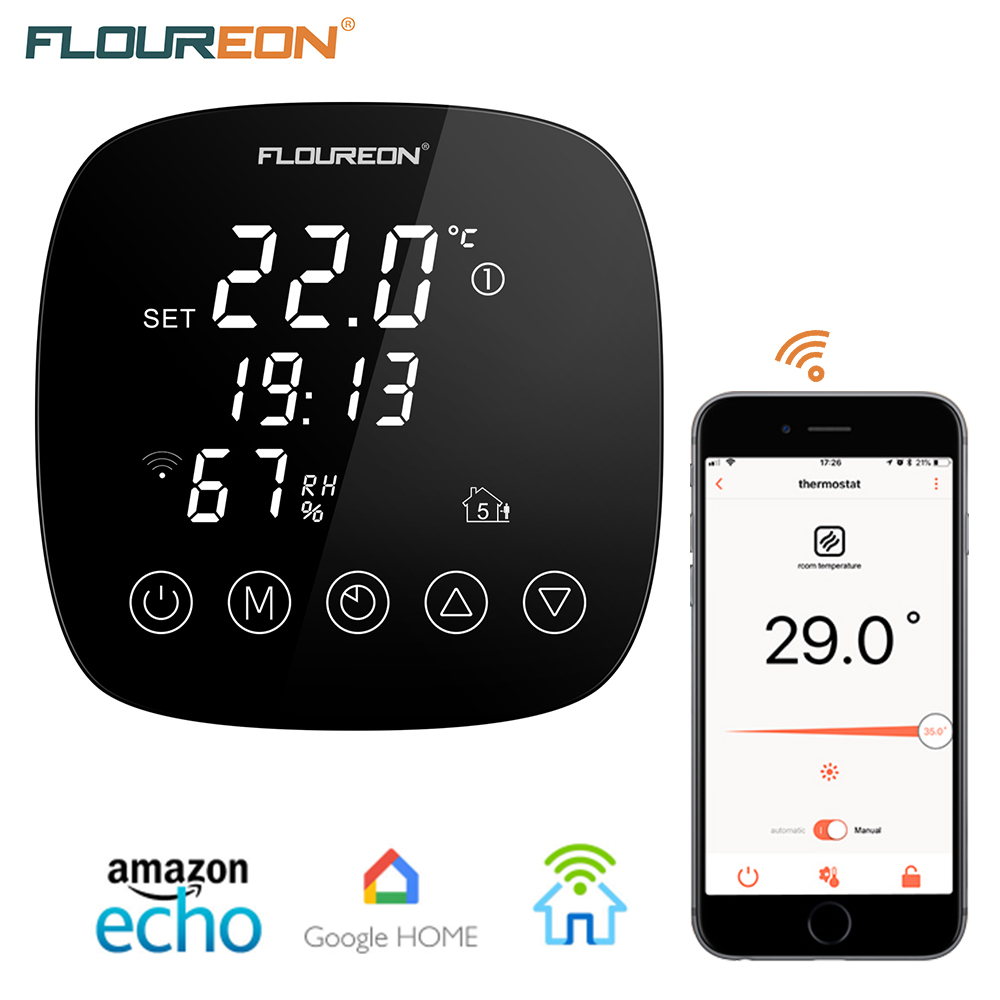 FLOUREON®
FLOUREON®
22.0 °C
1
SET
19:13
67 RH
%
5
M
17:26 21%
thermostat
room temperature
29.0°
35.0°
automatic Manual
amazon
echo
Google HOME